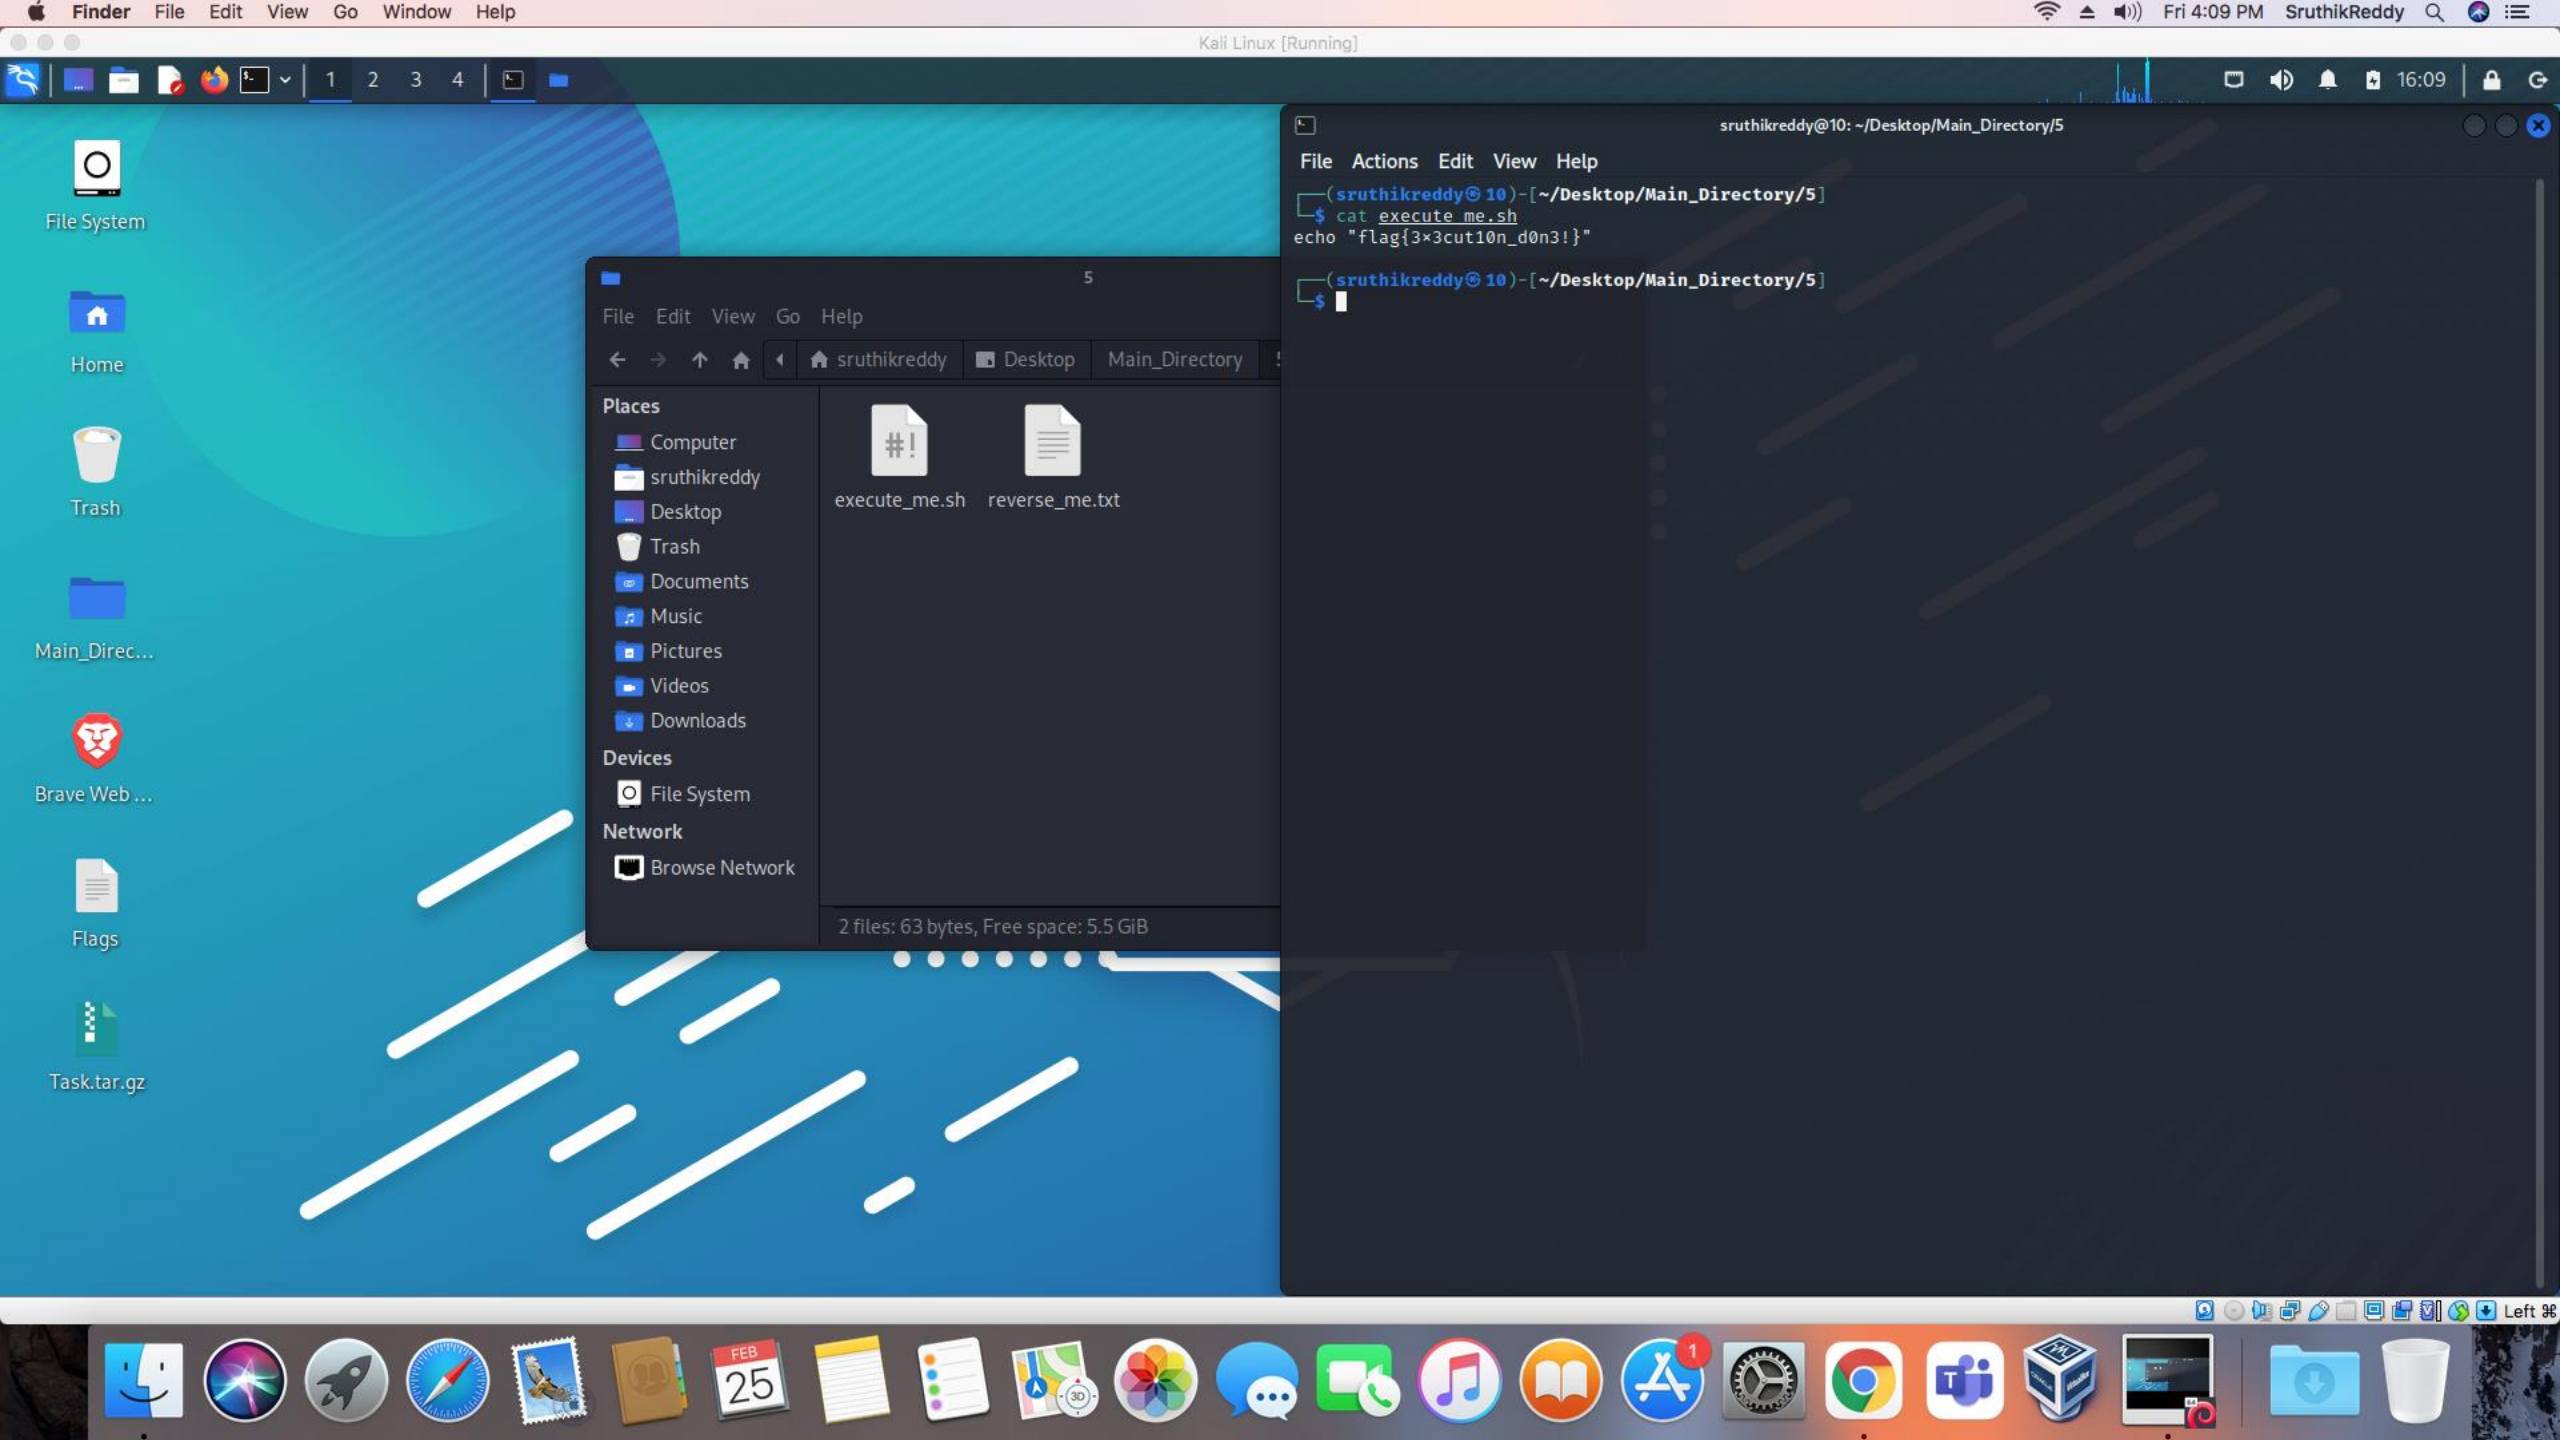 Finder File Edit View Go Window Help
Fri 4:09 PM SruthikReddy
Kali Linux [Running]
1 2 3 4
16:09
File System
Home
Trash
Main_Direc...
Brave Web ...
Flags
Task.tar.gz
5
File Edit View Go Help
sruthikreddy Desktop Main_Directory
Places
Computer
sruthikreddy
Desktop
Trash
Documents
Music
Pictures
Videos
Downloads
Devices
File System
Network
Browse Network
execute_me.sh reverse_me.txt
2 files: 63 bytes, Free space: 5.5 GiB
sruthikreddy@10: ~/Desktop/Main_Directory/5
File Actions Edit View Help
┌──(sruthikreddy㉿10)-[~/Desktop/Main_Directory/5]
└─$ cat execute_me.sh
echo "flag{3×3cut10n_d0n3!}"
┌──(sruthikreddy㉿10)-[~/Desktop/Main_Directory/5]
└─$
Left ⌘
FEB
25
3D
1